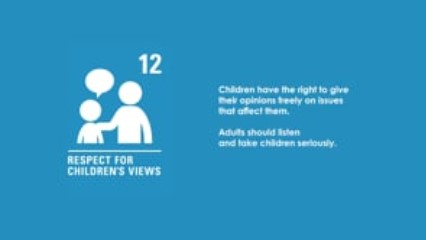 12
RESPECT FOR
CHILDREN'S VIEWS
Children have the right to give
their opinions freely on issues
that affect them.
Adults should listen
and take children seriously.